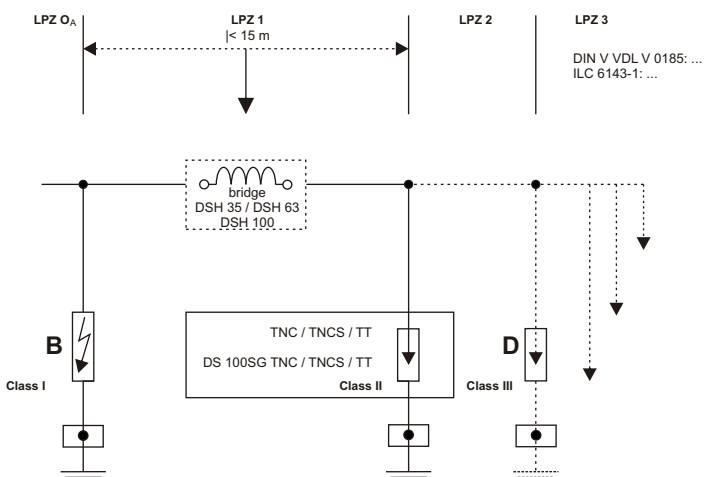 LPZ OA
LPZ 1
|< 15 m
LPZ 2
LPZ 3
DIN V VDL V 0185: ...
ILC 6143-1: ...
bridge
DSH 35 / DSH 63
DSH 100
B
Class I
TNC / TNCS / TT
DS 100SG TNC / TNCS / TT
Class II
D
Class III